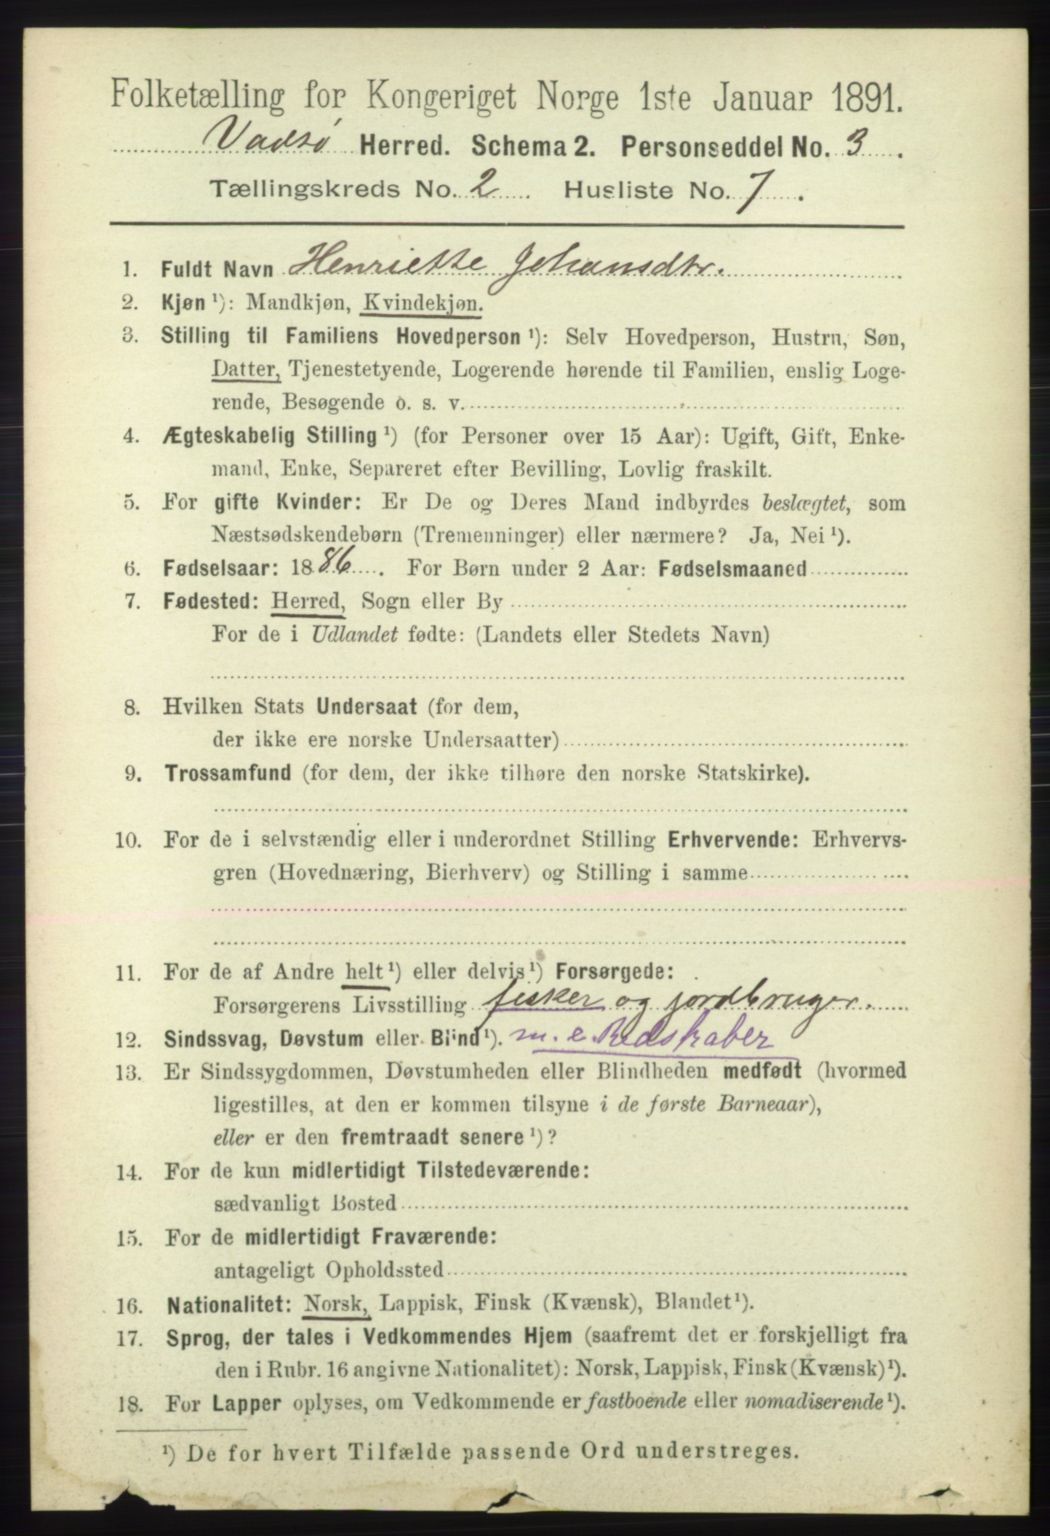 Folketælling for Kongeriget Norge 1ste Januar 1891.
Vadsø Herred. Schema 2. Personseddel No. 3.
Tællingskreds No. 2. Husliste No. 7.
1. Fuldt Navn Henriette Johansdtr.
2. Kjøn ¹): Mandkjøn, Kvindekjøn.
3. Stilling til Familiens Hovedperson ¹): Selv Hovedperson, Hustru, Søn,
Datter, Tjenestetyende, Logerende hørende til Familien, enslig Loge-
rende, Besøgende o. s. v.
4. Ægteskabelig Stilling ¹) (for Personer over 15 Aar): Ugift, Gift, Enke-
mand, Enke, Separeret efter Bevilling, Lovlig fraskilt.
5. For gifte Kvinder: Er De og Deres Mand indbyrdes beslægtet, som
Næstsødskendebørn (Tremenninger) eller nærmere? Ja, Nei ¹).
6. Fødselsaar: 1886. For Børn under 2 Aar: Fødselsmaaned
7. Fødested: Herred, Sogn eller By
For de i Udlandet fødte: (Landets eller Stedets Navn)
8. Hvilken Stats Undersaat (for dem,
der ikke ere norske Undersaatter)
9. Trossamfund (for dem, der ikke tilhøre den norske Statskirke).
10. For de i selvstændig eller i underordnet Stilling Erhvervende: Erhvervs-
gren (Hovednæring, Bierhverv) og Stilling i samme
11. For de af Andre helt ¹) eller delvis ¹) Forsørgede:
Forsørgerens Livsstilling fisker og jordbruger.
12. Sindssvag, Døvstum eller Blind ¹). m. e. Redskaber
13. Er Sindssygdommen, Døvstumheden eller Blindheden medfødt (hvormed
ligestilles, at den er kommen tilsyne i de første Barneaar),
eller er den fremtraadt senere ¹)?
14. For de kun midlertidigt Tilstedeværende:
sædvanligt Bosted
15. For de midlertidigt Fraværende:
antageligt Opholdssted
16. Nationalitet: Norsk, Lappisk, Finsk (Kvænsk), Blandet ¹).
17. Sprog, der tales i Vedkommendes Hjem (saafremt det er forskjelligt fra
den i Rubr. 16 angivne Nationalitet): Norsk, Lappisk, Finsk (Kvænsk) ¹).
18. For Lapper oplyses, om Vedkommende er fastboende eller nomadiserende ¹).
¹) De for hvert Tilfælde passende Ord understreges.